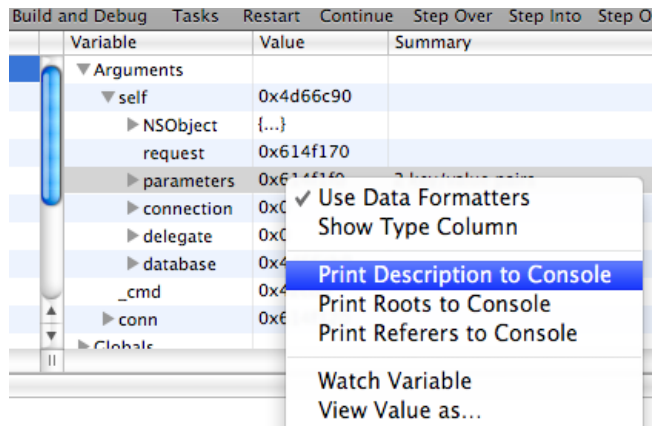 Build and Debug Tasks Restart Continue Step Over Step Into Step O
Variable Value Summary
Arguments
self 0x4d66c90
NSObject {...}
request 0x614f170
parameters
connection
delegate
database
_cmd
conn
Globals
Use Data Formatters
Show Type Column
Print Description to Console
Print Roots to Console
Print Referers to Console
Watch Variable
View Value as...